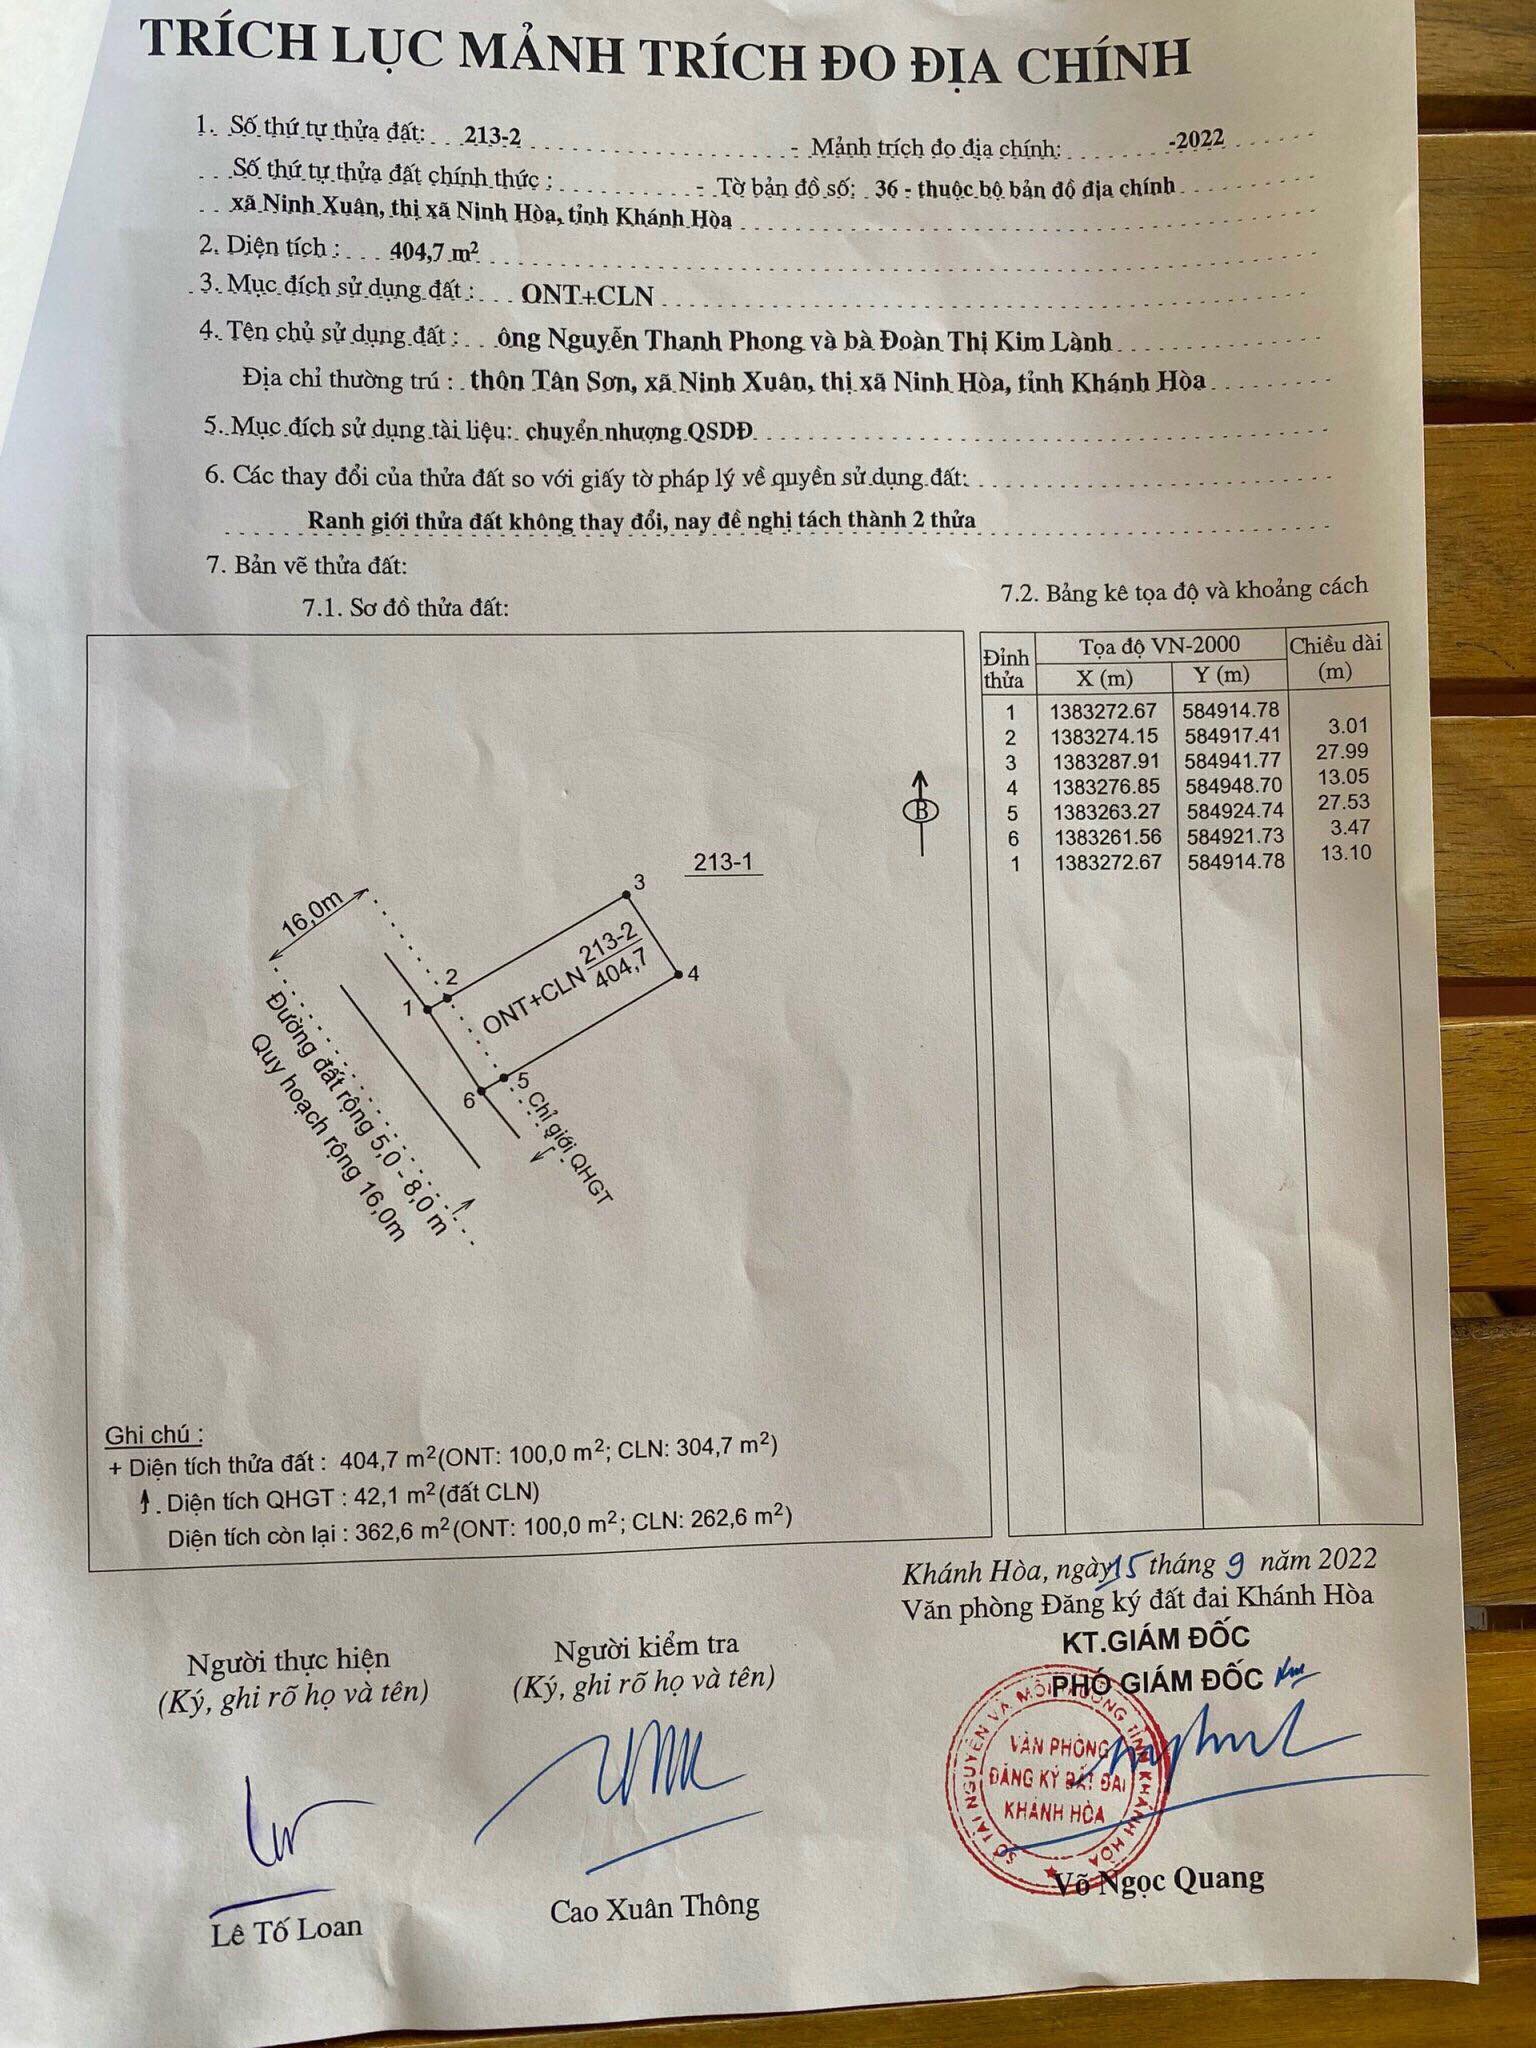 TRÍCH LỤC MẢNH TRÍCH ĐO ĐỊA CHÍNH
1. Số thứ tự thửa đất: 213-2 - Mảnh trích đo địa chính: -2022
Số thứ tự thửa đất chính thức : - Tờ bản đồ số: 36 - thuộc bộ bản đồ địa chính
xã Ninh Xuân, thị xã Ninh Hòa, tỉnh Khánh Hòa
2. Diện tích : 404,7 m²
3. Mục đích sử dụng đất : ONT+CLN
4. Tên chủ sử dụng đất : ông Nguyễn Thanh Phong và bà Đoàn Thị Kim Lành
Địa chỉ thường trú : thôn Tân Sơn, xã Ninh Xuân, thị xã Ninh Hòa, tỉnh Khánh Hòa
5. Mục đích sử dụng tài liệu: chuyển nhượng QSDĐ
6. Các thay đổi của thửa đất so với giấy tờ pháp lý về quyền sử dụng đất:
Ranh giới thửa đất không thay đổi, nay đề nghị tách thành 2 thửa
7. Bản vẽ thửa đất:
7.1. Sơ đồ thửa đất:
7.2. Bảng kê tọa độ và khoảng cách
Đỉnh thửa Tọa độ VN-2000 Chiều dài (m)
X (m) Y (m)
1 1383272.67 584914.78
3.01
2 1383274.15 584917.41
27.99
3 1383287.91 584941.77
13.05
4 1383276.85 584948.70
27.53
5 1383263.27 584924.74
3.47
6 1383261.56 584921.73
13.10
1 1383272.67 584914.78
B
213-1
16,0m
3
2
1
4
5
6
ONT+CLN 213-2
404,7
Đường đất rộng 5,0 - 8,0 m
Quy hoạch rộng 16,0m
Chỉ giới QHGT
Ghi chú :
+ Diện tích thửa đất : 404,7 m²(ONT: 100,0 m²; CLN: 304,7 m²)
. Diện tích QHGT : 42,1 m²(đất CLN)
Diện tích còn lại : 362,6 m²(ONT: 100,0 m²; CLN: 262,6 m²)
Khánh Hòa, ngày 15 tháng 9 năm 2022
Văn phòng Đăng ký đất đai Khánh Hòa
KT.GIÁM ĐỐC
PHÓ GIÁM ĐỐC
Người thực hiện
(Ký, ghi rõ họ và tên)
Người kiểm tra
(Ký, ghi rõ họ và tên)
SỞ TÀI NGUYÊN VÀ MÔI TRƯỜNG TỈNH KHÁNH HÒA
VĂN PHÒNG
ĐĂNG KÝ ĐẤT ĐAI
KHÁNH HÒA
Lê Tố Loan
Cao Xuân Thông
Võ Ngọc Quang